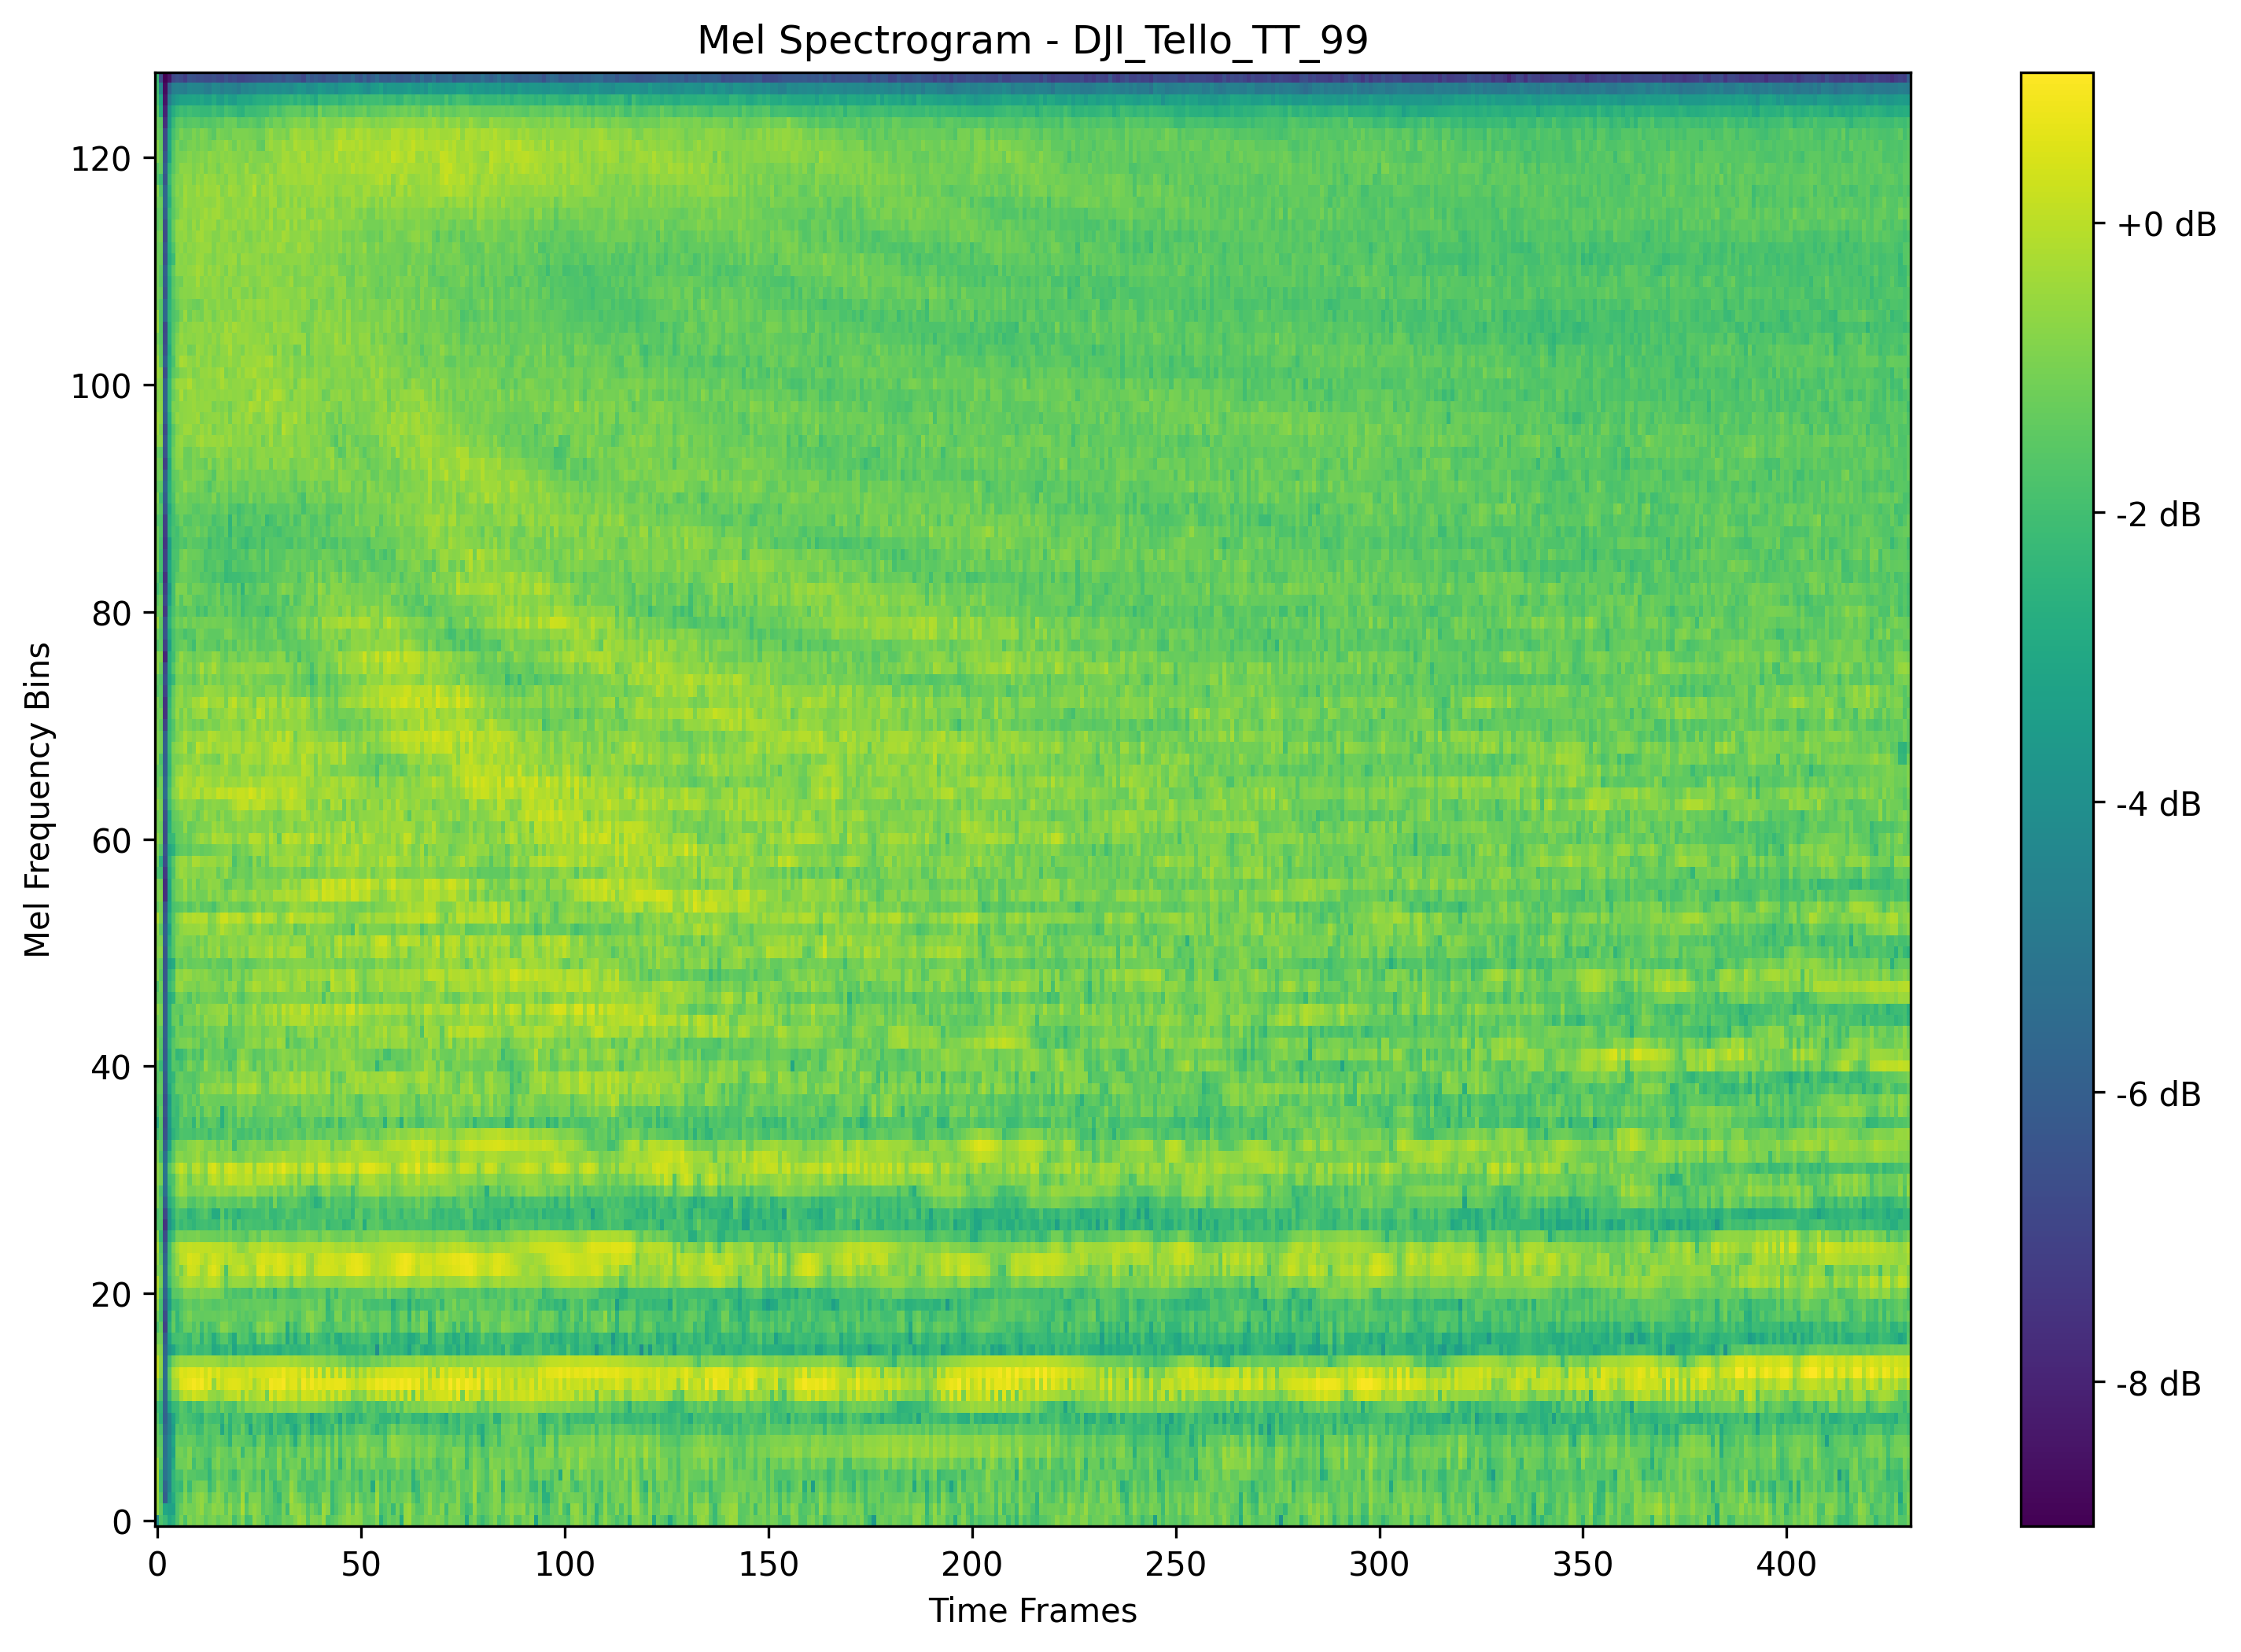 Mel Spectrogram - DJI_Tello_TT_99
Mel Frequency Bins
120
100
80
60
40
20
0
0 50 100 150 200 250 300 350 400
Time Frames
+0 dB
-2 dB
-4 dB
-6 dB
-8 dB